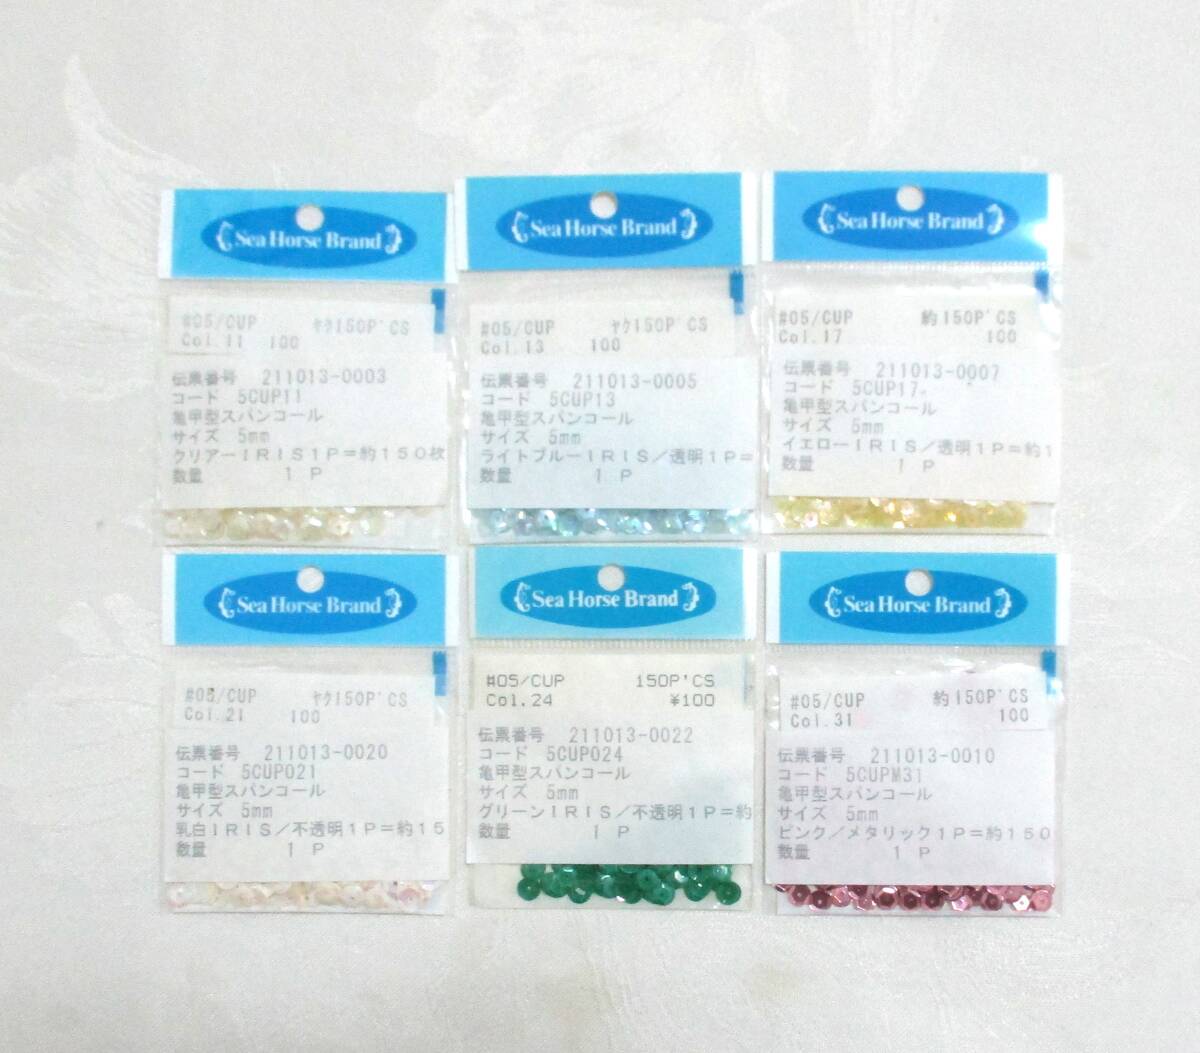 Sea Horse Brand
#05/CUP ヤク150P'CS
Col.11 100
伝票番号 211013-0003
コード 5CUP11
亀甲型スパンコール
サイズ 5mm
クリアーIRIS1P=約150枚
数量 1 P
Sea Horse Brand
#05/CUP ヤク150P'CS
Col.13 100
伝票番号 211013-0005
コード 5CUP13
亀甲型スパンコール
サイズ 5mm
ライトブルーIRIS/透明1P=
数量 1 P
Sea Horse Brand
#05/CUP 約150P'CS
Col.17 100
伝票番号 211013-0007
コード 5CUP17
亀甲型スパンコール
サイズ 5mm
イエローIRIS/透明1P=約1
数量 1 P
Sea Horse Brand
#05/CUP ヤク150P'CS
Col.21 100
伝票番号 211013-0020
コード 5CUPO21
亀甲型スパンコール
サイズ 5mm
乳白IRIS/不透明1P=約15
数量 1 P
Sea Horse Brand
#05/CUP 150P'CS
Col.24 ¥100
伝票番号 211013-0022
コード 5CUPO24
亀甲型スパンコール
サイズ 5mm
グリーンIRIS/不透明1P=約
数量 1 P
Sea Horse Brand
#05/CUP 約150P'CS
Col.31 100
伝票番号 211013-0010
コード 5CUPM31
亀甲型スパンコール
サイズ 5mm
ピンク/メタリック1P=約150
数量 1 P